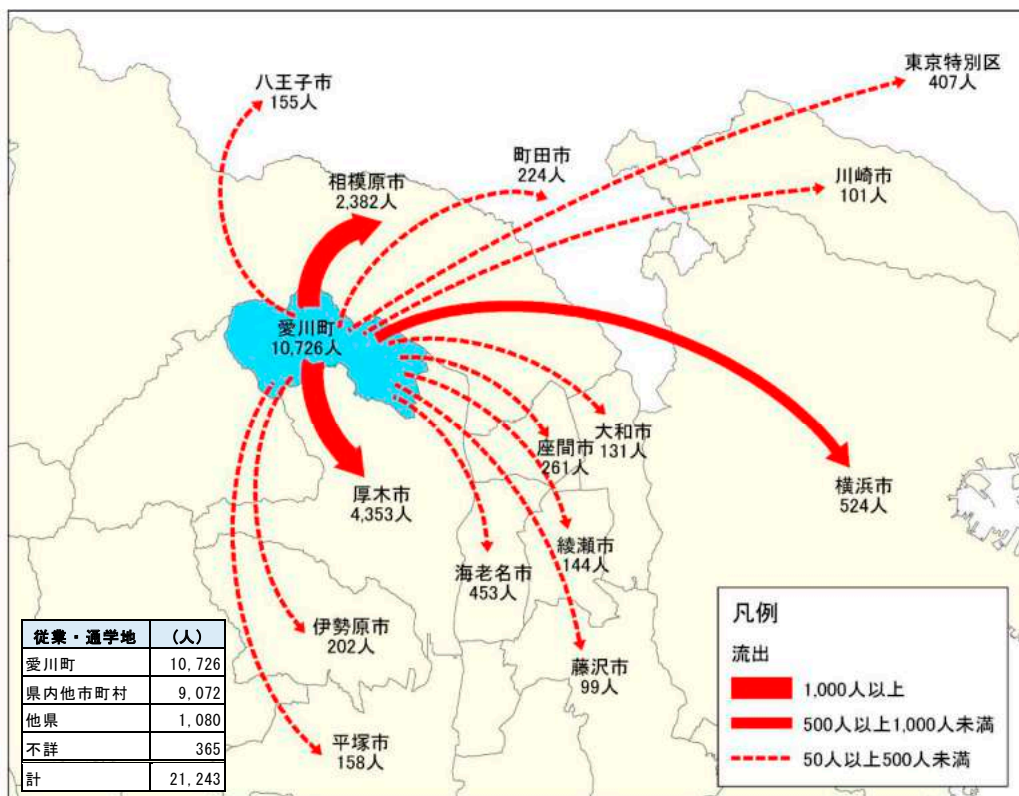 八王子市
155人
東京特別区
407人
町田市
224人
相模原市
2,382人
川崎市
101人
愛川町
10,726人
大和市
131人
座間市
261人
横浜市
524人
厚木市
4,353人
綾瀬市
144人
海老名市
453人
伊勢原市
202人
藤沢市
99人
平塚市
158人
従業・通学地 (人)
愛川町 10,726
県内他市町村 9,072
他県 1,080
不詳 365
計 21,243
凡例
流出
1,000人以上
500人以上1,000人未満
50人以上500人未満